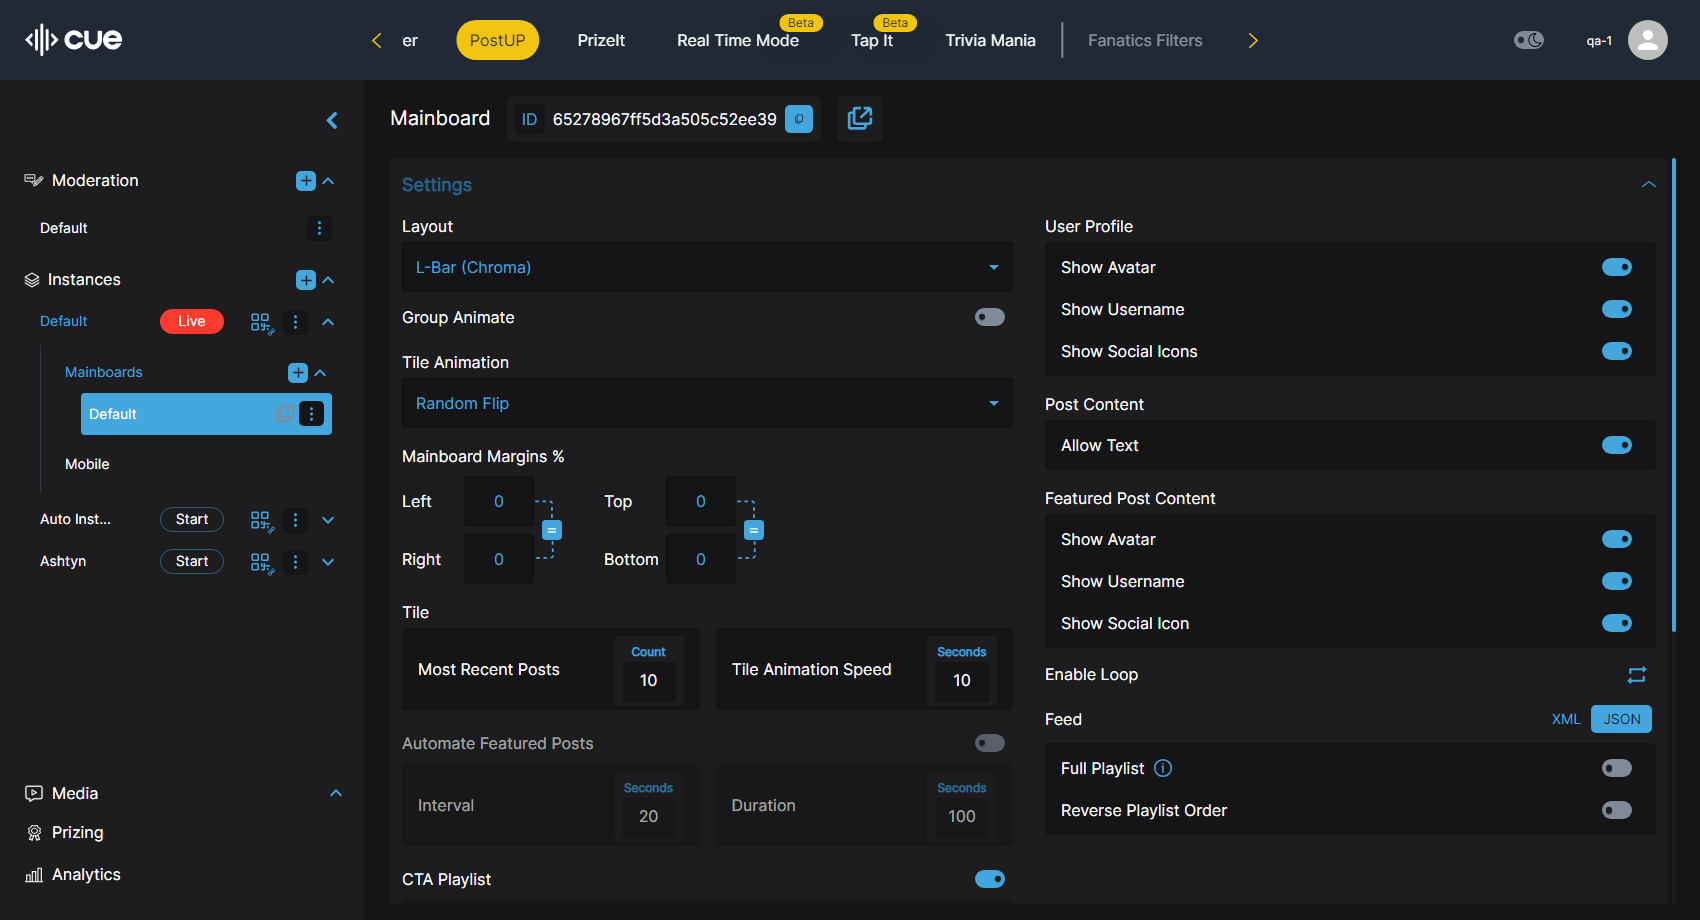 cue
er
PostUP
PrizeIt
Real Time Mode
Beta
Tap It
Beta
Trivia Mania
Fanatics Filters
qa-1
Moderation
Default
Instances
Default
Live
Mainboards
Default
Mobile
Auto Inst...
Start
Ashtyn
Start
Media
Prizing
Analytics
Mainboard
ID 65278967ff5d3a505c52ee39
Settings
Layout
L-Bar (Chroma)
Group Animate
Tile Animation
Random Flip
Mainboard Margins %
Left 0
Top 0
=
=
Right 0
Bottom 0
Tile
Most Recent Posts
Count
10
Tile Animation Speed
Seconds
10
Automate Featured Posts
Interval
Seconds
20
Duration
Seconds
100
CTA Playlist
User Profile
Show Avatar
Show Username
Show Social Icons
Post Content
Allow Text
Featured Post Content
Show Avatar
Show Username
Show Social Icon
Enable Loop
Feed
XML
JSON
Full Playlist
Reverse Playlist Order